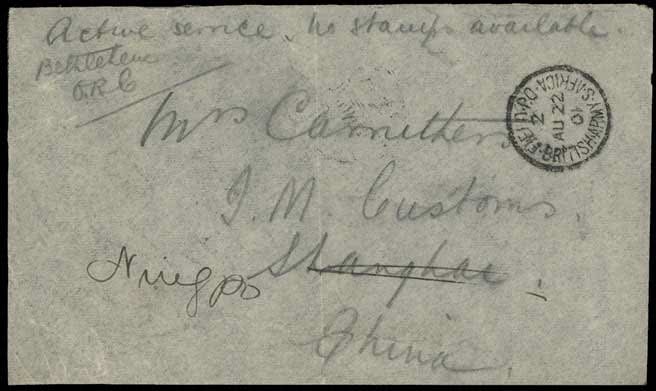 Active service. No stamps available.
Bethlehem
O.R.C
Mrs Carruthers
I. M. Customs.
Shanghai.
Ningpo
China.
FIELD P.O. BRITISH ARMY S. AFRICA
2
AU 22
01